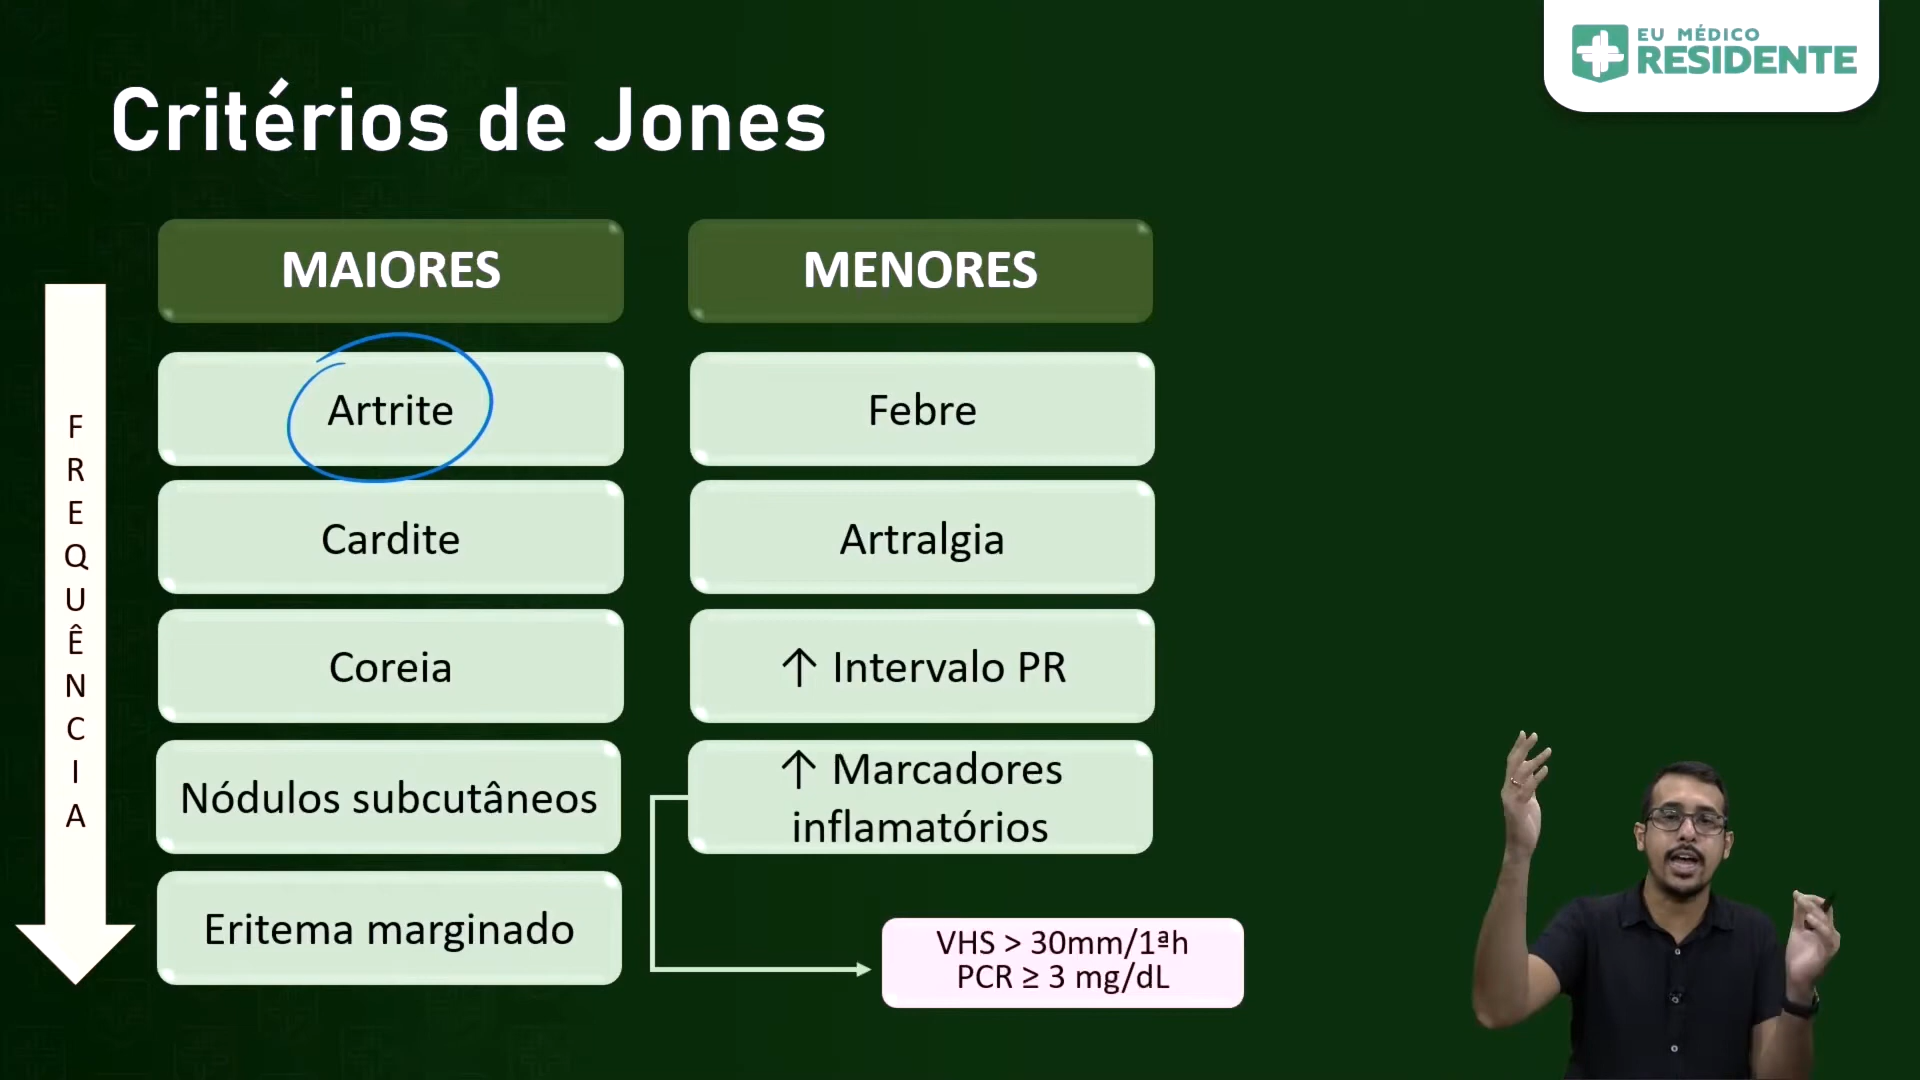 EU MÉDICO
RESIDENTE
Critérios de Jones
MAIORES
MENORES
FREQUÊNCIA
Artrite
Febre
Cardite
Artralgia
Coreia
↑ Intervalo PR
Nódulos subcutâneos
↑ Marcadores
inflamatórios
Eritema marginado
VHS > 30mm/1ªh
PCR ≥ 3 mg/dL